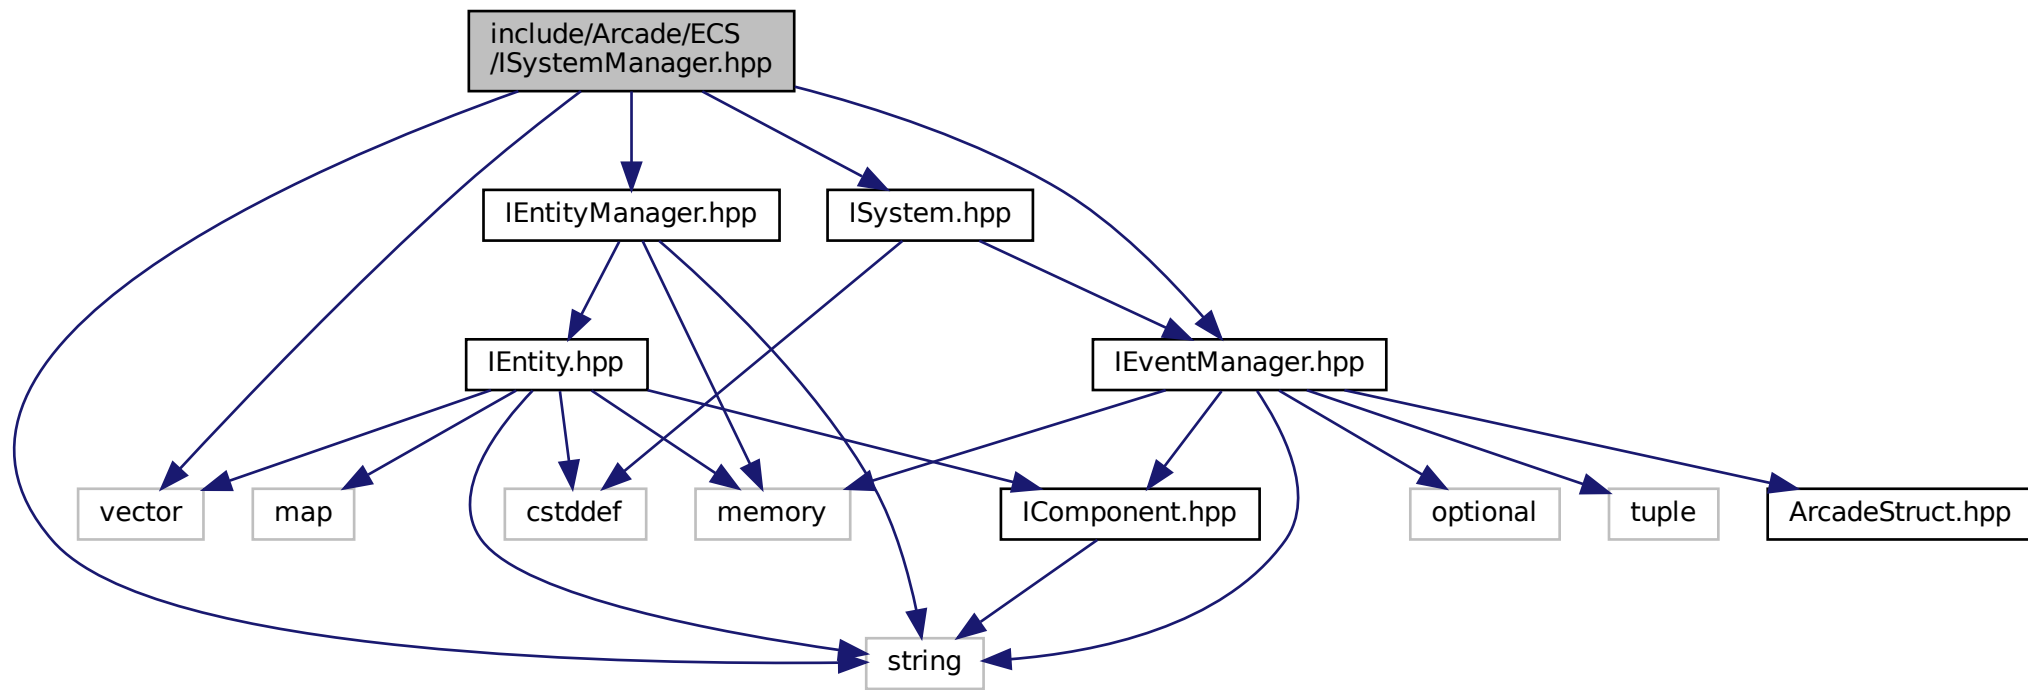 include/Arcade/ECS
/ISystemManager.hpp
IEntityManager.hpp
ISystem.hpp
IEntity.hpp
IEventManager.hpp
vector
map
cstddef
memory
IComponent.hpp
optional
tuple
ArcadeStruct.hpp
string